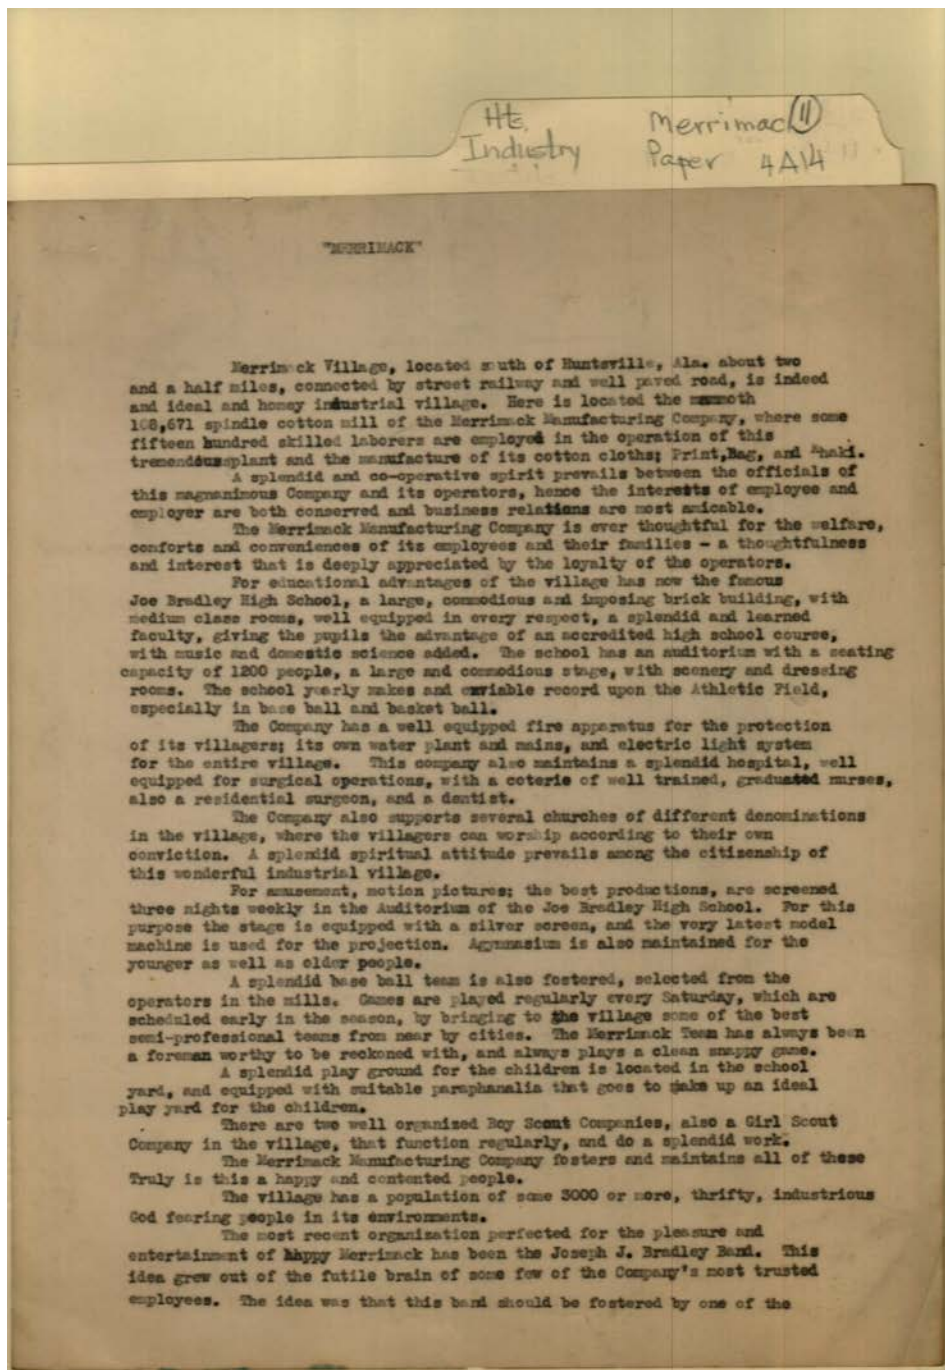 Hts. Merrimack 11
Industry Paper 4A14
"MERRIMACK"
Merrimack Village, located south of Huntsville, Ala. about two
and a half miles, connected by street railway and well paved road, is indeed
and ideal and homey industrial village. Here is located the mammoth
108,671 spindle cotton mill of the Merrimack Manufacturing Company, where some
fifteen hundred skilled laborers are employed in the operation of this
tremendous plant and the manufacture of its cotton cloths; Print,Bag, and Khaki.
A splendid and co-operative spirit prevails between the officials of
this magnanimous Company and its operators, hence the interests of employee and
employer are both conserved and business relations are most amicable.
The Merrimack Manufacturing Company is ever thoughtful for the welfare,
comforts and conveniences of its employees and their families - a thoughtfulness
and interest that is deeply appreciated by the loyalty of the operators.
For educational advantages of the village has now the famous
Joe Bradley High School, a large, commodious and imposing brick building, with
medium class rooms, well equipped in every respect, a splendid and learned
faculty, giving the pupils the advantage of an accredited high school course,
with music and domestic science added. The school has an auditorium with a seating
capacity of 1200 people, a large and commodious stage, with scenery and dressing
rooms. The school yearly makes and enviable record upon the Athletic Field,
especially in base ball and basket ball.
The Company has a well equipped fire apparatus for the protection
of its villagers; its own water plant and mains, and electric light system
for the entire village. This company also maintains a splendid hospital, well
equipped for surgical operations, with a coterie of well trained, graduated nurses,
also a residential surgeon, and a dentist.
The Company also supports several churches of different denominations
in the village, where the villagers can worship according to their own
conviction. A splendid spiritual attitude prevails among the citizenship of
this wonderful industrial village.
For amusement, motion pictures; the best productions, are screened
three nights weekly in the Auditorium of the Joe Bradley High School. For this
purpose the stage is equipped with a silver screen, and the very latest model
machine is used for the projection. Agymnasium is also maintained for the
younger as well as older people.
A splendid base ball team is also fostered, selected from the
operators in the mills. Games are played regularly every Saturday, which are
scheduled early in the season, by bringing to the village some of the best
semi-professional teams from near by cities. The Merrimack Team has always been
a foreman worthy to be reckoned with, and always plays a clean snappy game.
A splendid play ground for the children is located in the school
yard, and equipped with suitable paraphanalia that goes to make up an ideal
play yard for the children.
There are two well organized Boy Scout Companies, also a Girl Scout
Company in the village, that function regularly, and do a splendid work.
The Merrimack Manufacturing Company fosters and maintains all of these
Truly is this a happy and contented people.
The village has a population of some 3000 or more, thrifty, industrious
God fearing people in its environments.
The most recent organization perfected for the pleasure and
entertainment of happy Merrimack has been the Joseph J. Bradley Band. This
idea grew out of the futile brain of some few of the Company's most trusted
employees. The idea was that this band should be fostered by one of the